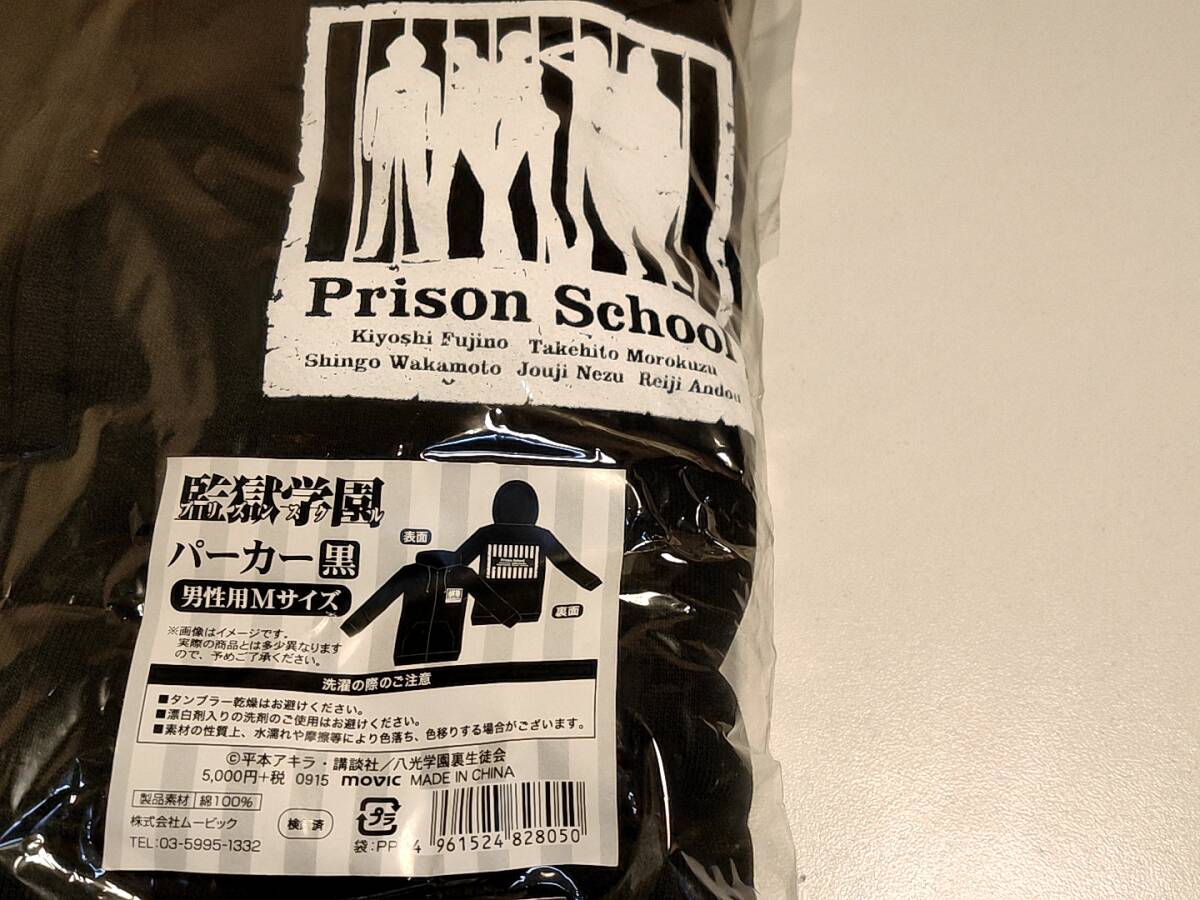 Prison School
Kiyoshi Fujino Takehito Morokuzu
Shingo Wakamoto Jouji Nezu Reiji Andou
監獄学園
プリズンスクール
パーカー 黒
男性用Mサイズ
表面
裏面
※画像はイメージです。
実際の商品とは多少異なります
ので、予めご了承ください。
洗濯の際のご注意
■タンブラー乾燥はお避けください。
■漂白剤入りの洗剤のご使用はお避けください。
■素材の性質上、水濡れや摩擦等により色落ち、色移りする場合がございます。
©平本アキラ・講談社/八光学園裏生徒会
5,000円+税 0915 movic MADE IN CHINA
製品素材 綿100%
株式会社ムービック
TEL:03-5995-1332
検 済
プラ
袋:PP
4 961524 828050